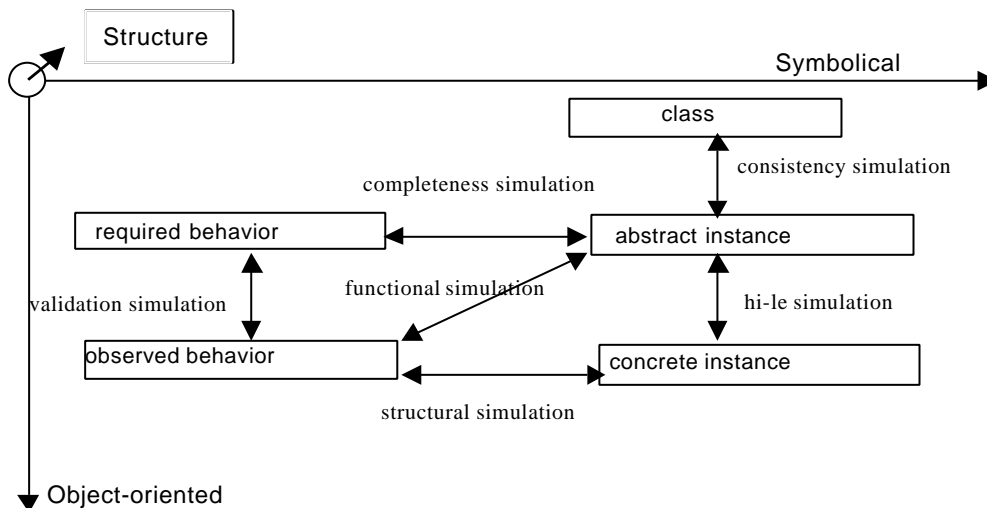 Structure
Symbolical
class
consistency simulation
completeness simulation
required behavior
abstract instance
functional simulation
validation simulation
hi-le simulation
observed behavior
concrete instance
structural simulation
Object-oriented